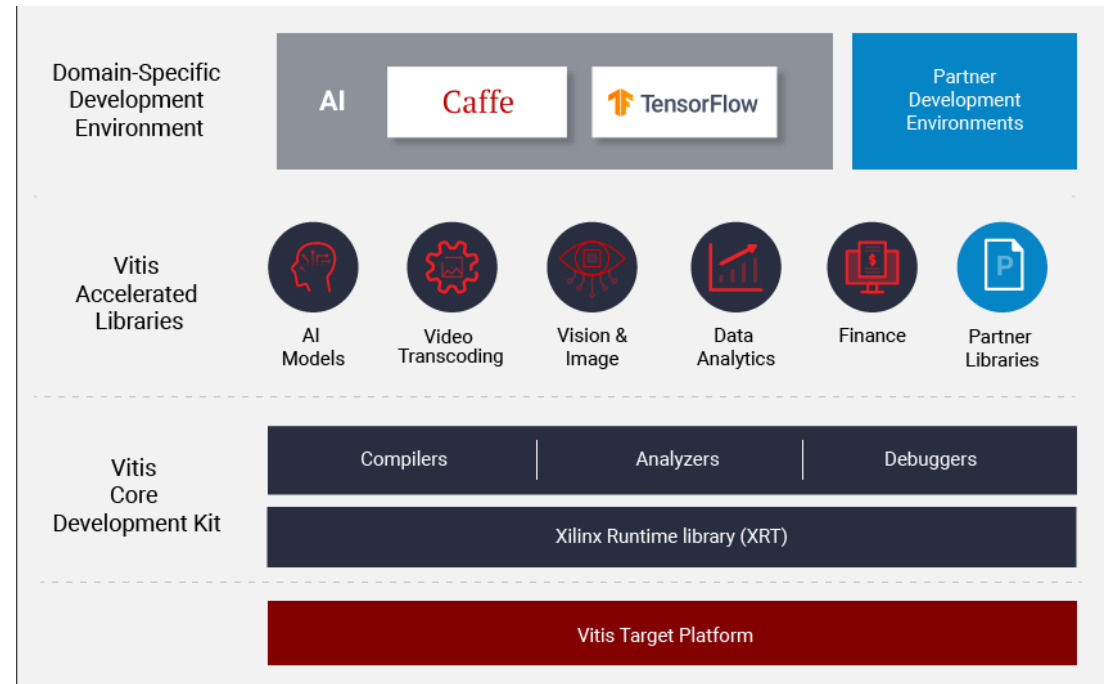 Domain-Specific
Development
Environment
AI
Caffe
TensorFlow
Partner
Development
Environments
Vitis
Accelerated
Libraries
AI
Models
Video
Transcoding
Vision &
Image
Data
Analytics
$
Finance
P
Partner
Libraries
Vitis
Core
Development Kit
Compilers
Analyzers
Debuggers
Xilinx Runtime library (XRT)
Vitis Target Platform